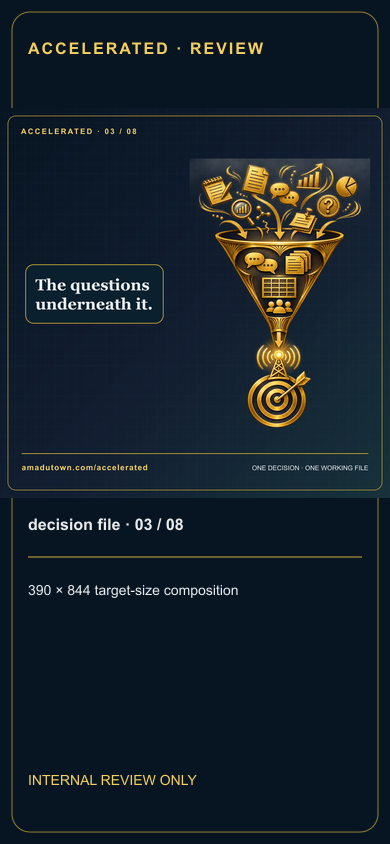 ACCELERATED · REVIEW
ACCELERATED · 03 / 08
The questions
underneath it.
amadutown.com/accelerated
ONE DECISION · ONE WORKING FILE
decision file · 03 / 08
390 × 844 target-size composition
INTERNAL REVIEW ONLY